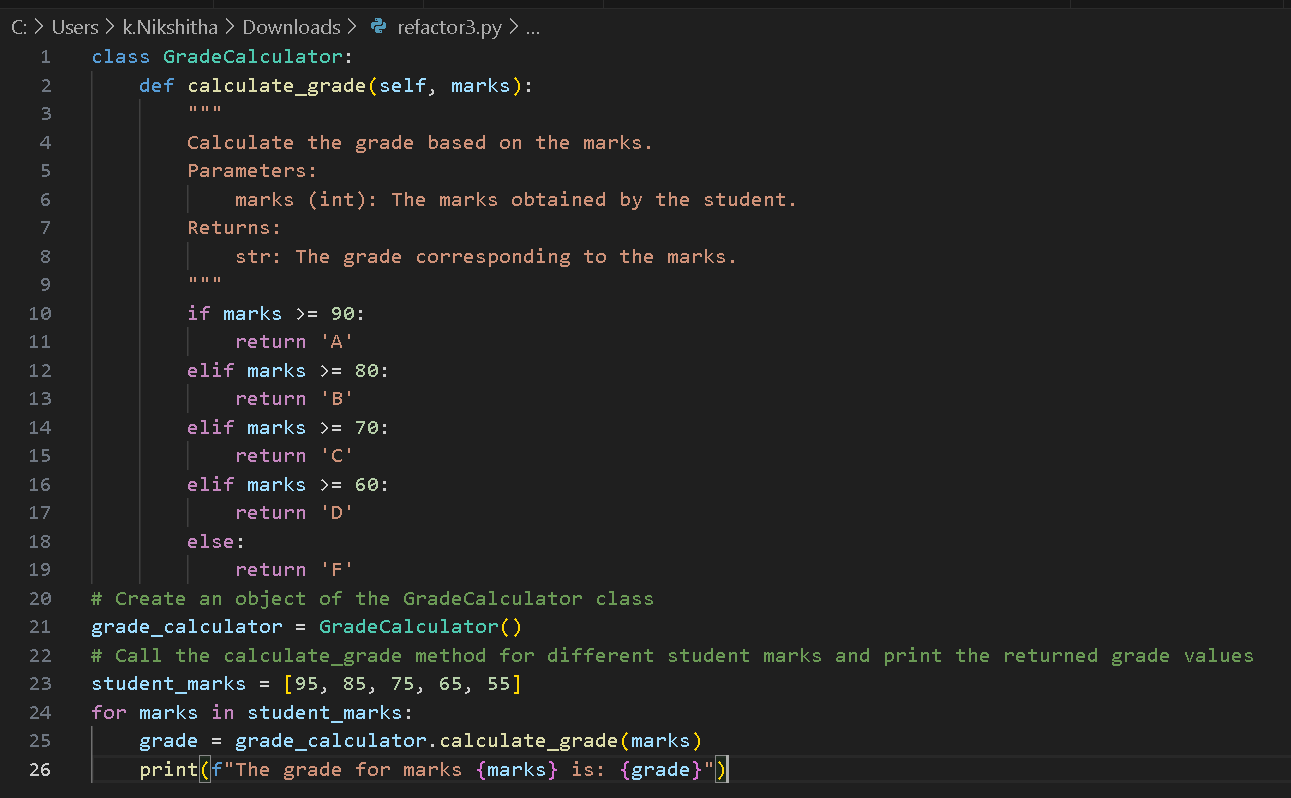 C: > Users > k.Nikshitha > Downloads > refactor3.py > ...
1 class GradeCalculator:
2     def calculate_grade(self, marks):
3         """
4         Calculate the grade based on the marks.
5         Parameters:
6             marks (int): The marks obtained by the student.
7         Returns:
8             str: The grade corresponding to the marks.
9         """
10         if marks >= 90:
11             return 'A'
12         elif marks >= 80:
13             return 'B'
14         elif marks >= 70:
15             return 'C'
16         elif marks >= 60:
17             return 'D'
18         else:
19             return 'F'
20 # Create an object of the GradeCalculator class
21 grade_calculator = GradeCalculator()
22 # Call the calculate_grade method for different student marks and print the returned grade values
23 student_marks = [95, 85, 75, 65, 55]
24 for marks in student_marks:
25     grade = grade_calculator.calculate_grade(marks)
26     print(f"The grade for marks {marks} is: {grade}")